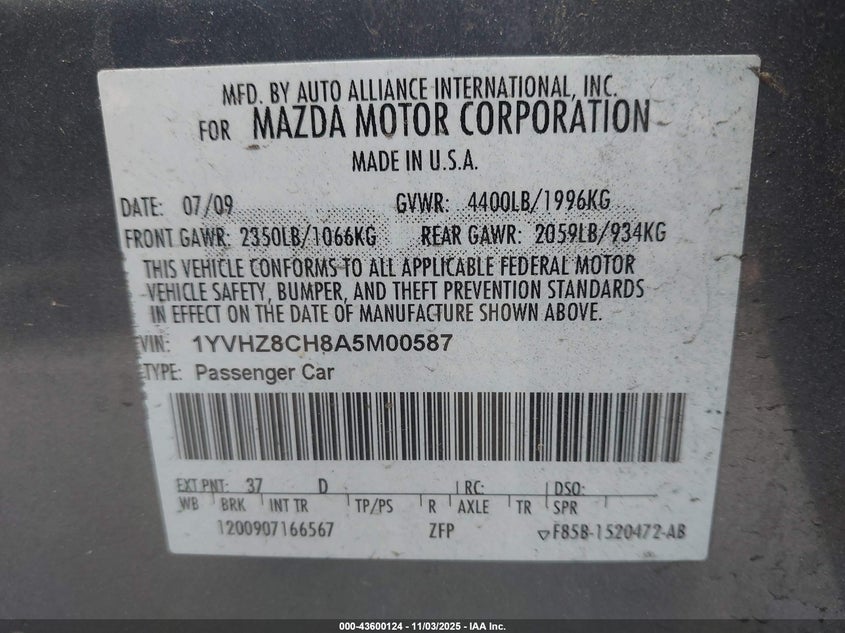 MFD. BY AUTO ALLIANCE INTERNATIONAL, INC.
FOR MAZDA MOTOR CORPORATION
MADE IN U.S.A.
DATE: 07/09 GVWR: 4400LB/1996KG
FRONT GAWR: 2350LB/1066KG REAR GAWR: 2059LB/934KG
THIS VEHICLE CONFORMS TO ALL APPLICABLE FEDERAL MOTOR
VEHICLE SAFETY, BUMPER, AND THEFT PREVENTION STANDARDS
IN EFFECT ON THE DATE OF MANUFACTURE SHOWN ABOVE.
VIN: 1YVHZ8CH8A5M00587
TYPE: Passenger Car
EXT PNT: 37 D RC: DSO:
WB BRK INT TR TP/PS R AXLE TR SPR
1200907166567 ZFP ▽F85B-1520472-AB
000-43600124 - 11/03/2025 - IAA Inc.